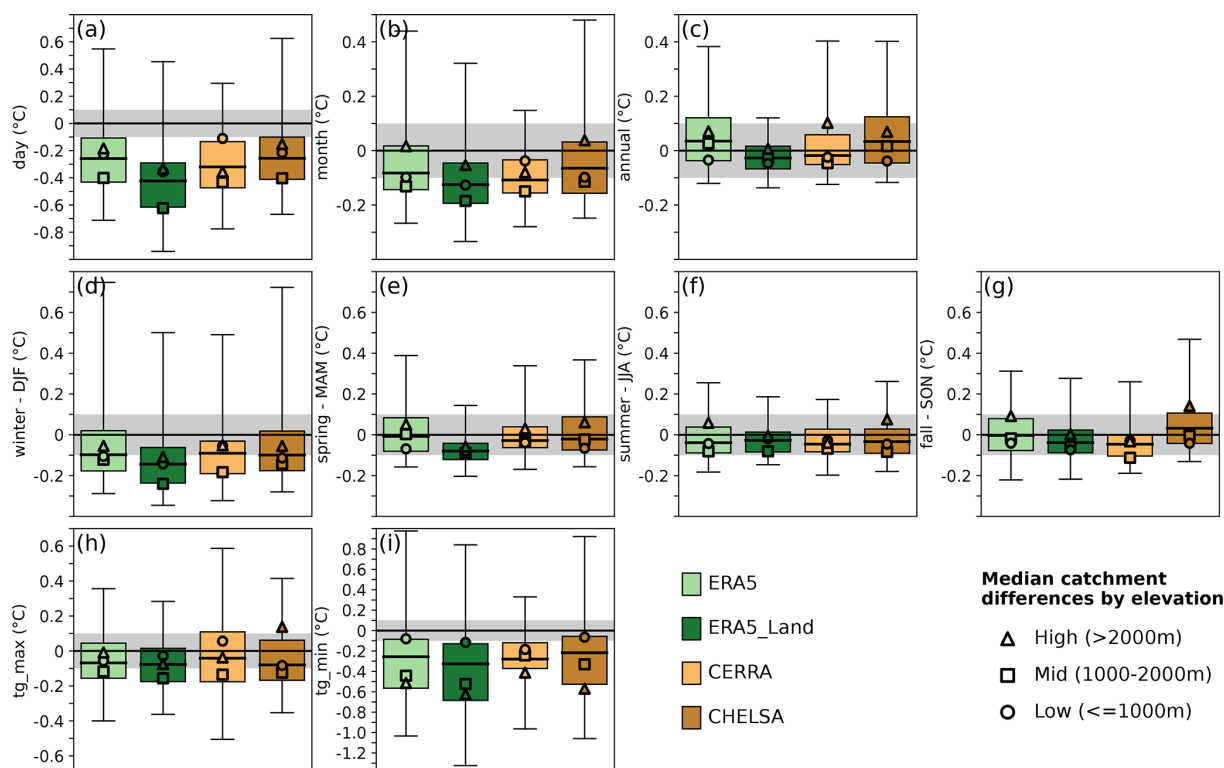 (a)
day (°C)
0.6
0.4
0.2
0
-0.2
-0.4
-0.6
-0.8
(b)
month (°C)
0.4
0.2
0
-0.2
(c)
annual (°C)
0.4
0.2
0
-0.2
(d)
winter - DJF (°C)
0.6
0.4
0.2
0
-0.2
(e)
spring - MAM (°C)
0.6
0.4
0.2
0
-0.2
(f)
summer - JJA (°C)
0.6
0.4
0.2
0
-0.2
(g)
fall - SON (°C)
0.6
0.4
0.2
0
-0.2
(h)
tg_max (°C)
0.6
0.4
0.2
0
-0.2
-0.4
-0.6
(i)
tg_min (°C)
0.8
0.6
0.4
0.2
0
-0.2
-0.4
-0.6
-0.8
-1.0
-1.2
ERA5
ERA5_Land
CERRA
CHELSA
Median catchment
differences by elevation
High (>2000m)
Mid (1000-2000m)
Low (<=1000m)